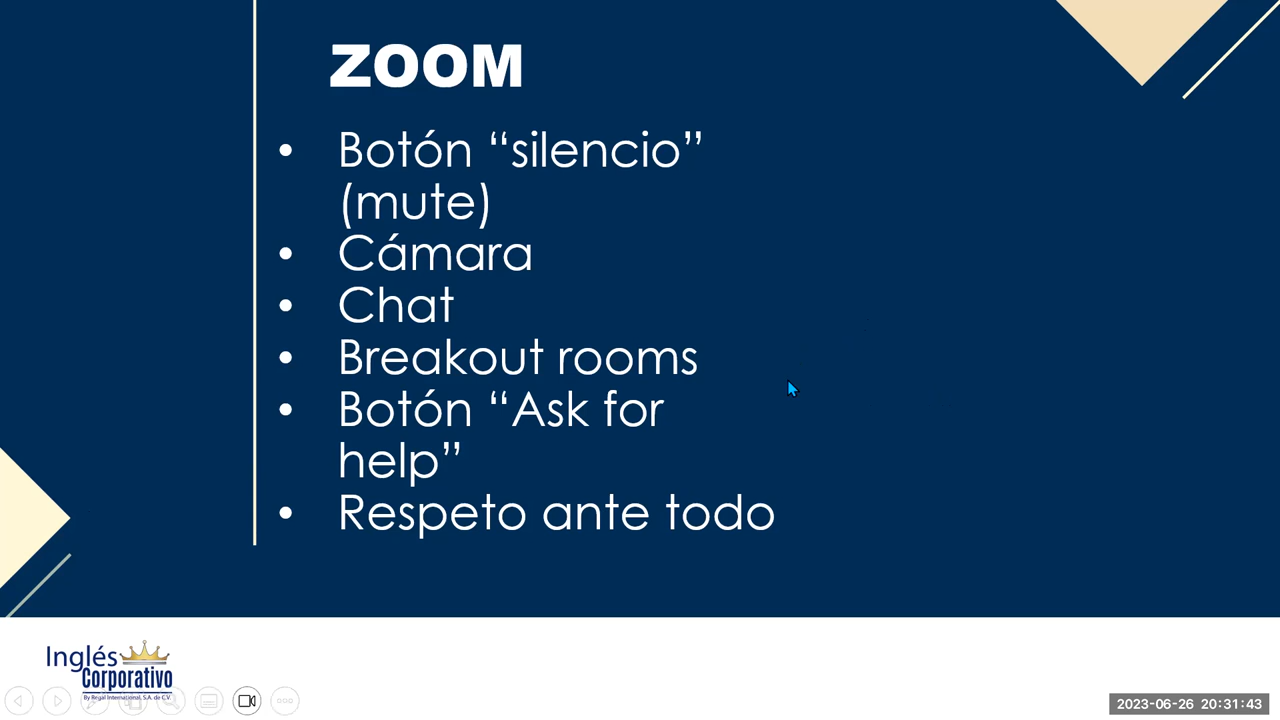 ZOOM
• Botón “silencio”
(mute)
• Cámara
• Chat
• Breakout rooms
• Botón “Ask for
help”
• Respeto ante todo
Inglés
Corporativo
By Regal International, S.A. de C.V.
2023-06-26 20:31:43